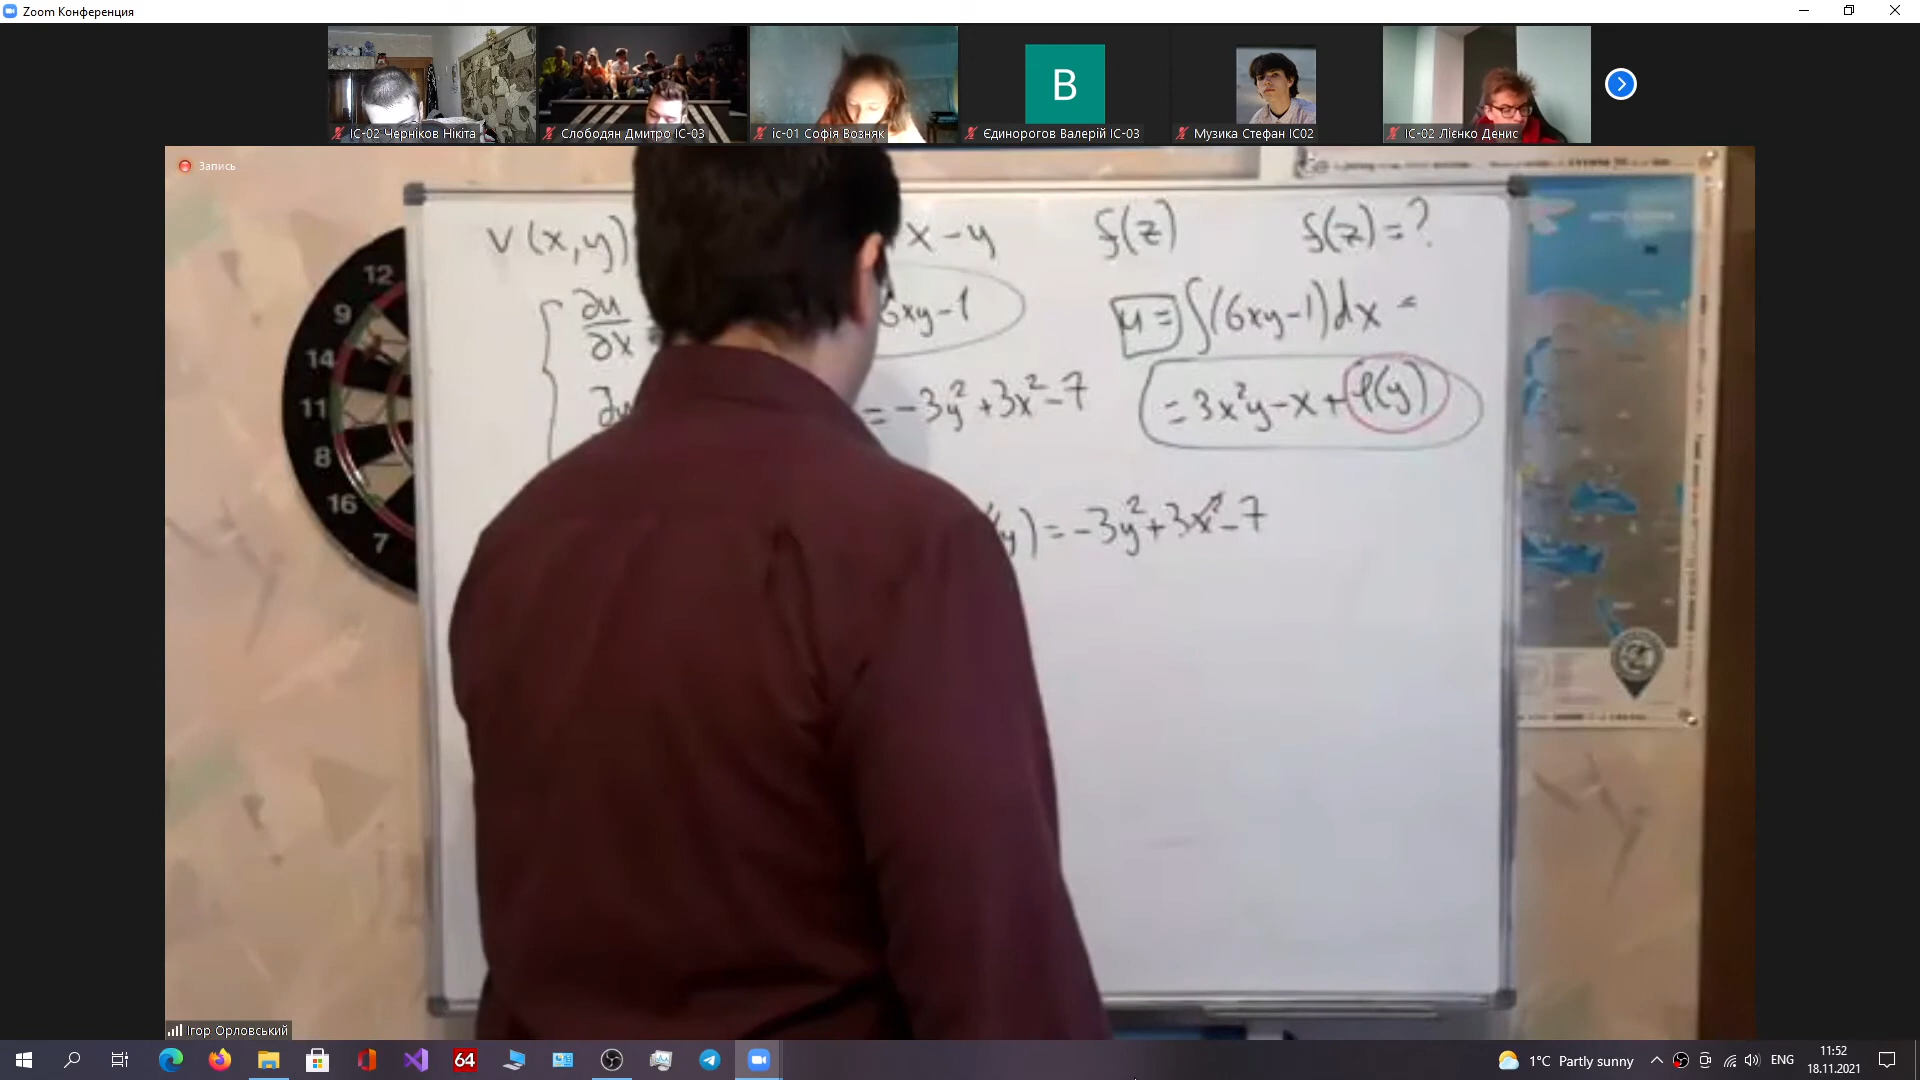 Zoom Конференция
ІС-02 Черніков Нікіта
Слободян Дмитро ІС-03
іс-01 Софія Возняк
B
Єдинорогов Валерій ІС-03
Музика Стефан ІС02
ІС-02 Лієнко Денис
Запись
12
9
14
11
8
16
7
v(x,y) x-y f(z) f(z)=?
∂u/∂x 6xy-1 u= ∫(6xy-1)dx =
= -3y²+3x²-7 = 3x²y-x+φ(y)
y) = -3y²+3x²-7
Ігор Орловський
64
1°C Partly sunny
ENG
11:52
18.11.2021